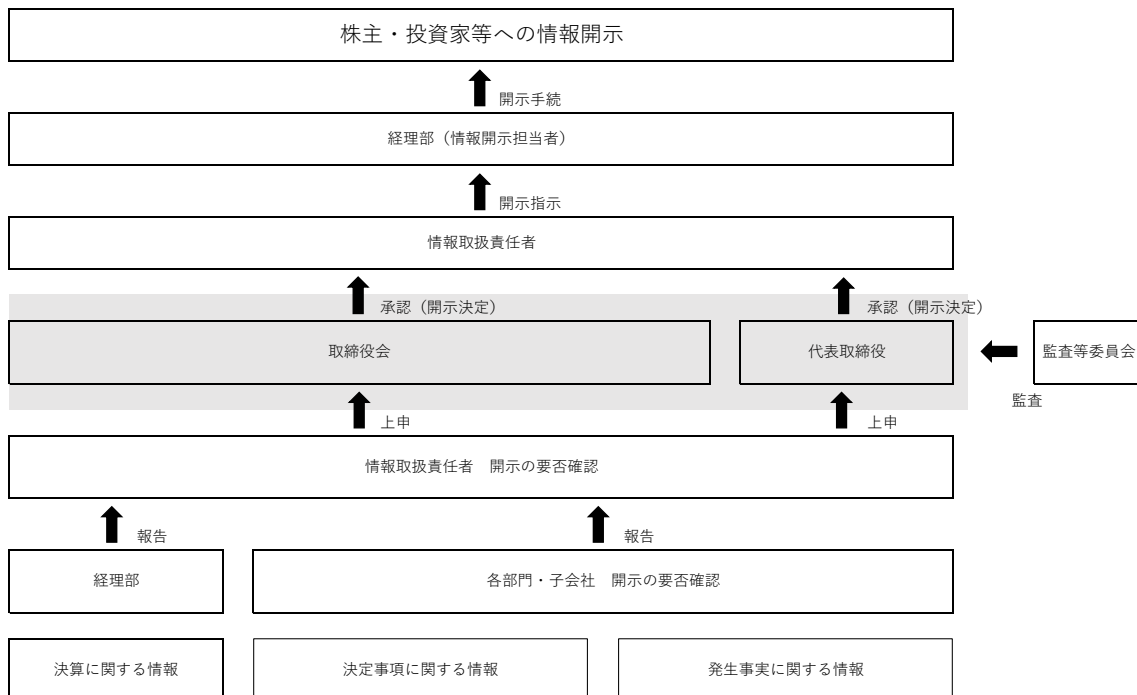 株主・投資家等への情報開示
開示手続
経理部（情報開示担当者）
開示指示
情報取扱責任者
承認（開示決定）
承認（開示決定）
取締役会
代表取締役
監査等委員会
監査
上申
上申
情報取扱責任者　開示の要否確認
報告
報告
経理部
各部門・子会社　開示の要否確認
決算に関する情報
決定事項に関する情報
発生事実に関する情報